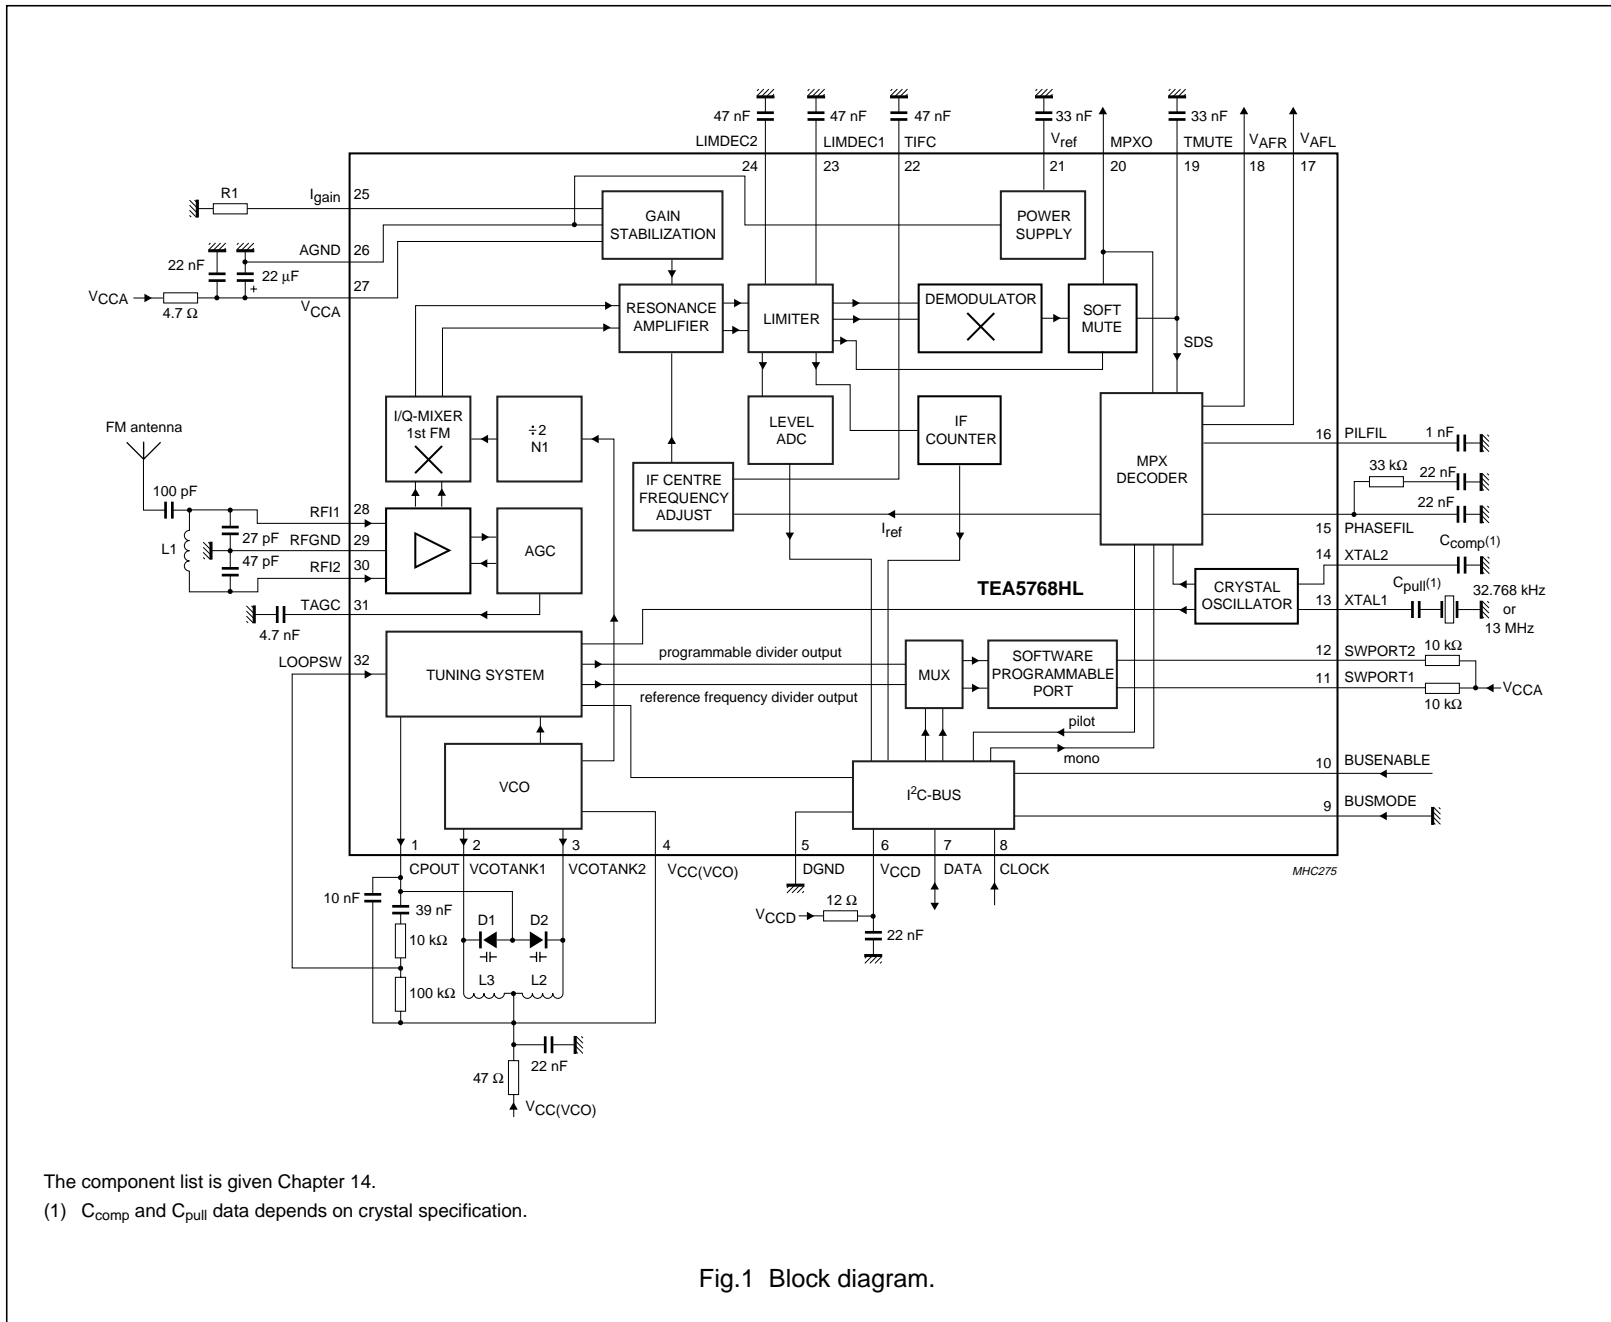 47 nF
47 nF
47 nF
33 nF
33 nF
LIMDEC2
LIMDEC1
TIFC
Vref
MPXO
TMUTE
VAFR
VAFL
24
23
22
21
20
19
18
17
R1
Igain
25
GAIN
STABILIZATION
POWER
SUPPLY
AGND
26
22 nF
22 μF
+
27
VCCA
4.7 Ω
VCCA
RESONANCE
AMPLIFIER
LIMITER
DEMODULATOR
SOFT
MUTE
SDS
I/Q-MIXER
1st FM
÷2
N1
LEVEL
ADC
IF
COUNTER
MPX
DECODER
16
PILFIL
1 nF
FM antenna
33 kΩ
22 nF
22 nF
100 pF
IF CENTRE
FREQUENCY
ADJUST
Iref
15
PHASEFIL
28
RFI1
27 pF
RFGND
29
L1
47 pF
RFI2
30
AGC
14
XTAL2
Ccomp(1)
TEA5768HL
CRYSTAL
OSCILLATOR
Cpull(1)
13
XTAL1
32.768 kHz
or
13 MHz
TAGC
31
4.7 nF
LOOPSW
32
TUNING SYSTEM
programmable divider output
reference frequency divider output
MUX
SOFTWARE
PROGRAMMABLE
PORT
12
SWPORT2
10 kΩ
11
SWPORT1
10 kΩ
VCCA
pilot
mono
VCO
I2C-BUS
10
BUSENABLE
9
BUSMODE
1
2
3
4
5
6
7
8
CPOUT
VCOTANK1
VCOTANK2
VCC(VCO)
DGND
VCCD
DATA
CLOCK
MHC275
10 nF
39 nF
D1
D2
10 kΩ
L3
L2
100 kΩ
VCCD
12 Ω
22 nF
22 nF
47 Ω
VCC(VCO)
The component list is given Chapter 14.
(1) Ccomp and Cpull data depends on crystal specification.
Fig.1 Block diagram.